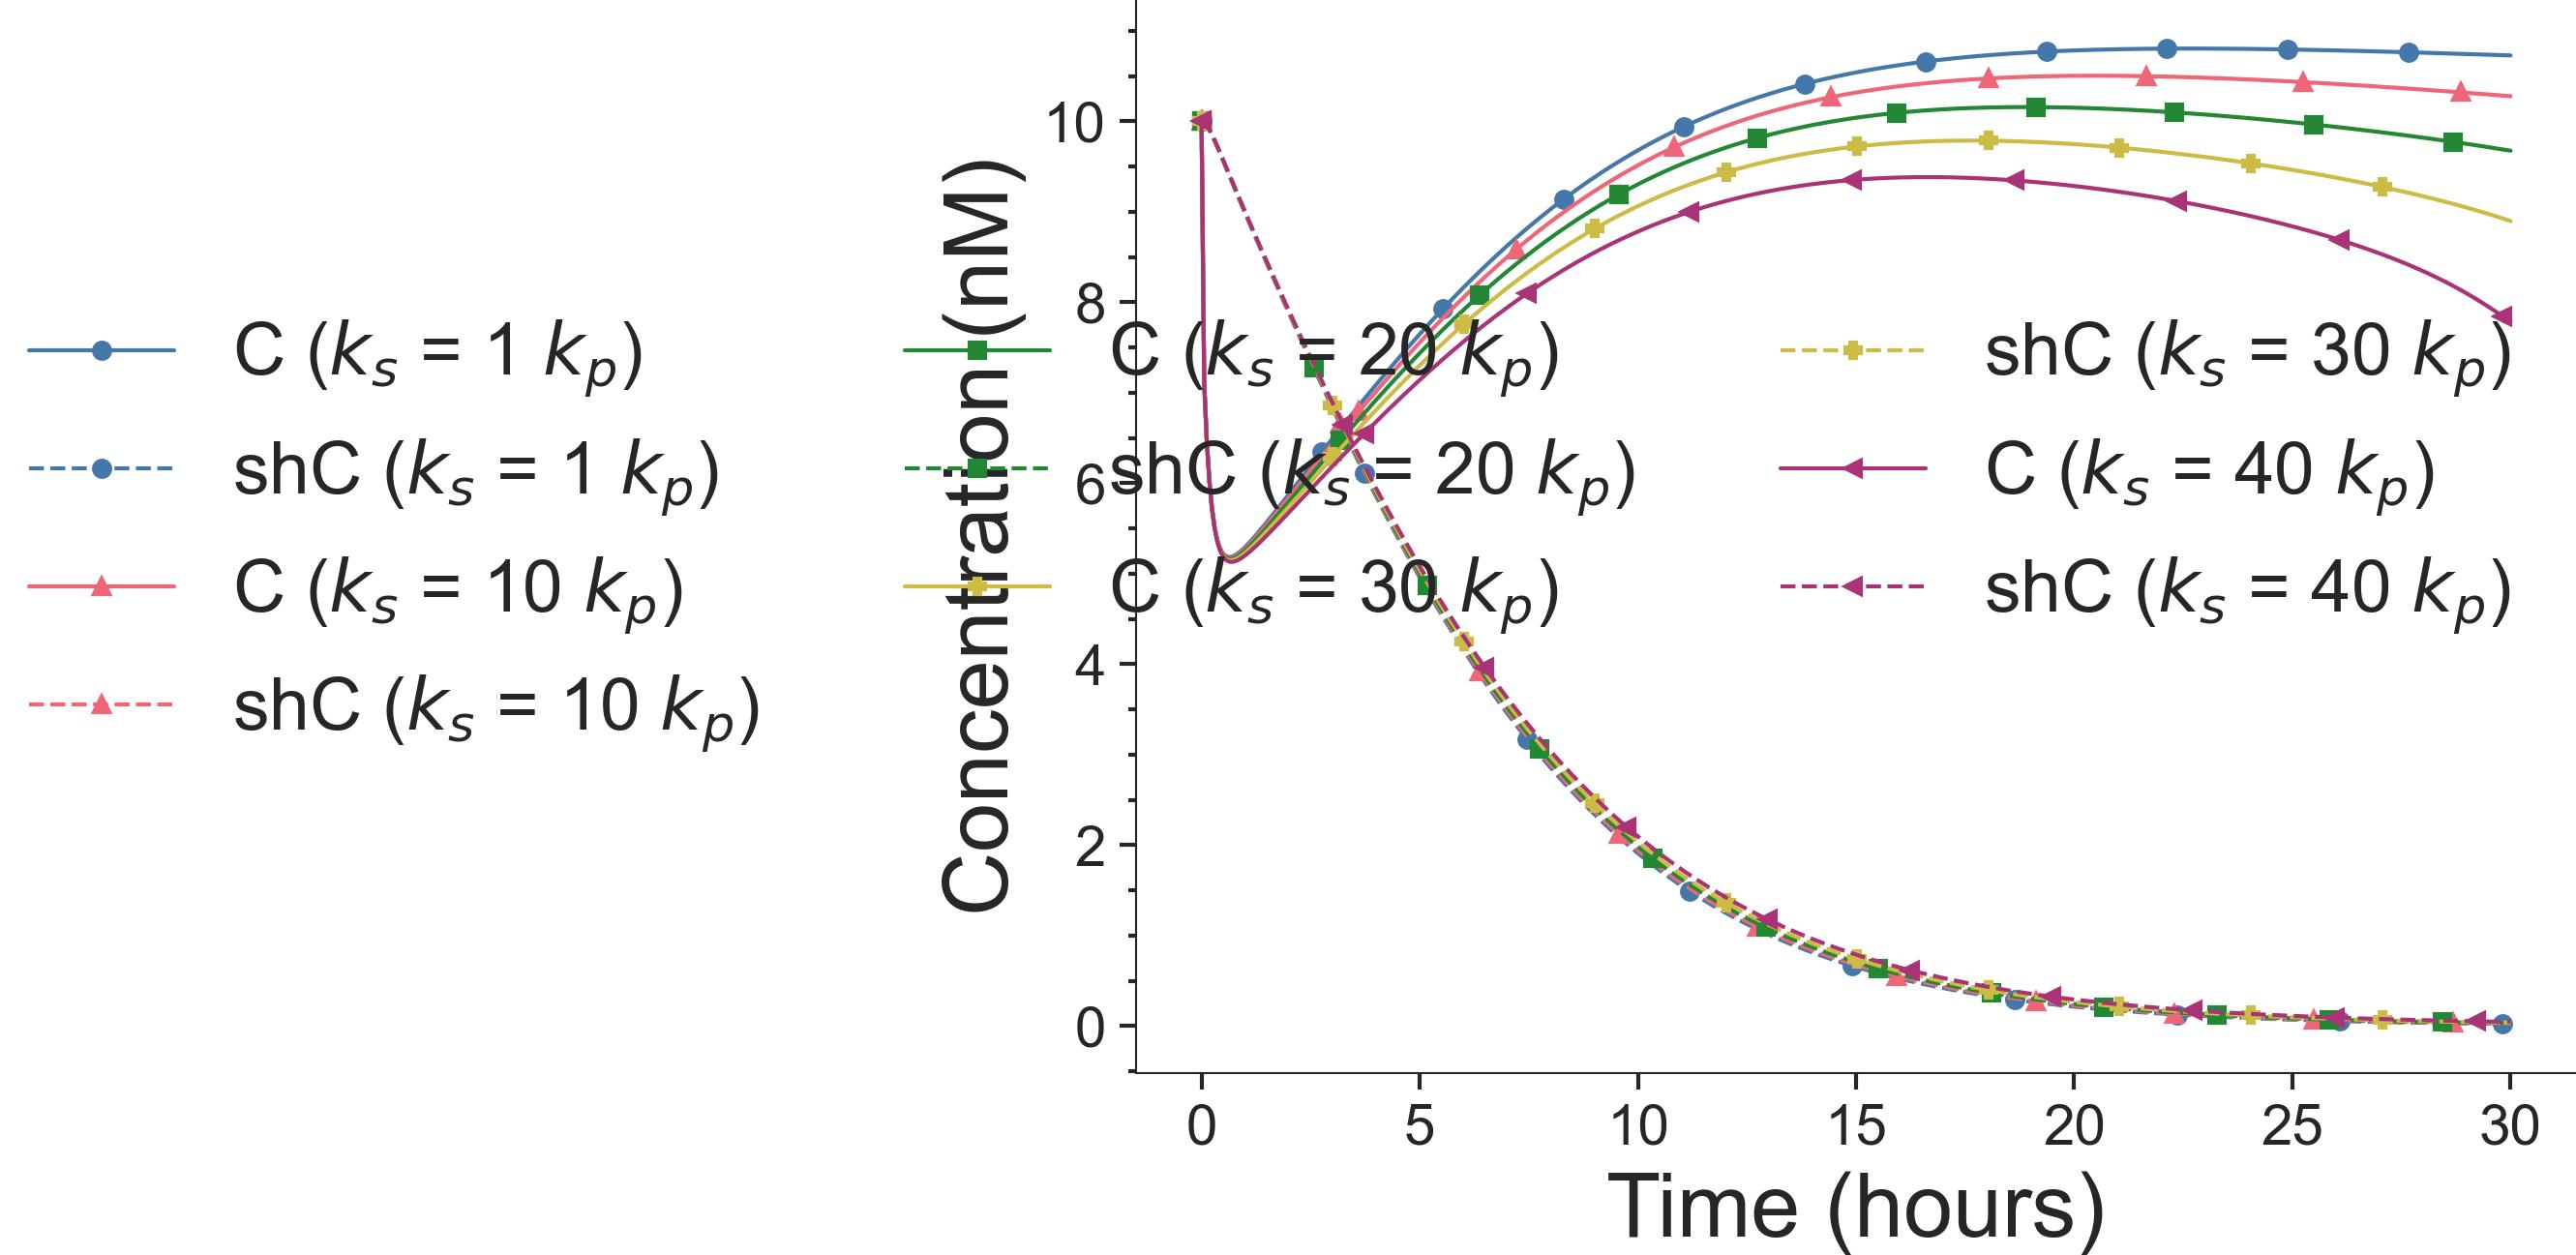 C (kₛ = 1 kₚ)
shC (kₛ = 1 kₚ)
C (kₛ = 10 kₚ)
shC (kₛ = 10 kₚ)
C (kₛ = 20 kₚ)
shC (kₛ = 20 kₚ)
C (kₛ = 30 kₚ)
shC (kₛ = 30 kₚ)
C (kₛ = 40 kₚ)
shC (kₛ = 40 kₚ)
Concentration (nM)
10
8
6
4
2
0
0 5 10 15 20 25 30
Time (hours)